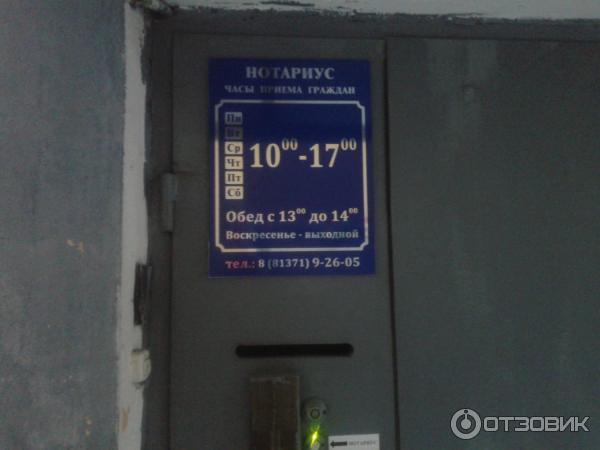 НОТАРИУС
ЧАСЫ ПРИЕМА ГРАЖДАН
Пн
Вт
Ср
Чт
Пт
Сб
10⁰⁰-17⁰⁰
Обед с 13⁰⁰ до 14⁰⁰
Воскресенье - выходной
тел.: 8 (81371) 9-26-05
НОТАРИУС
ОТЗОВИК